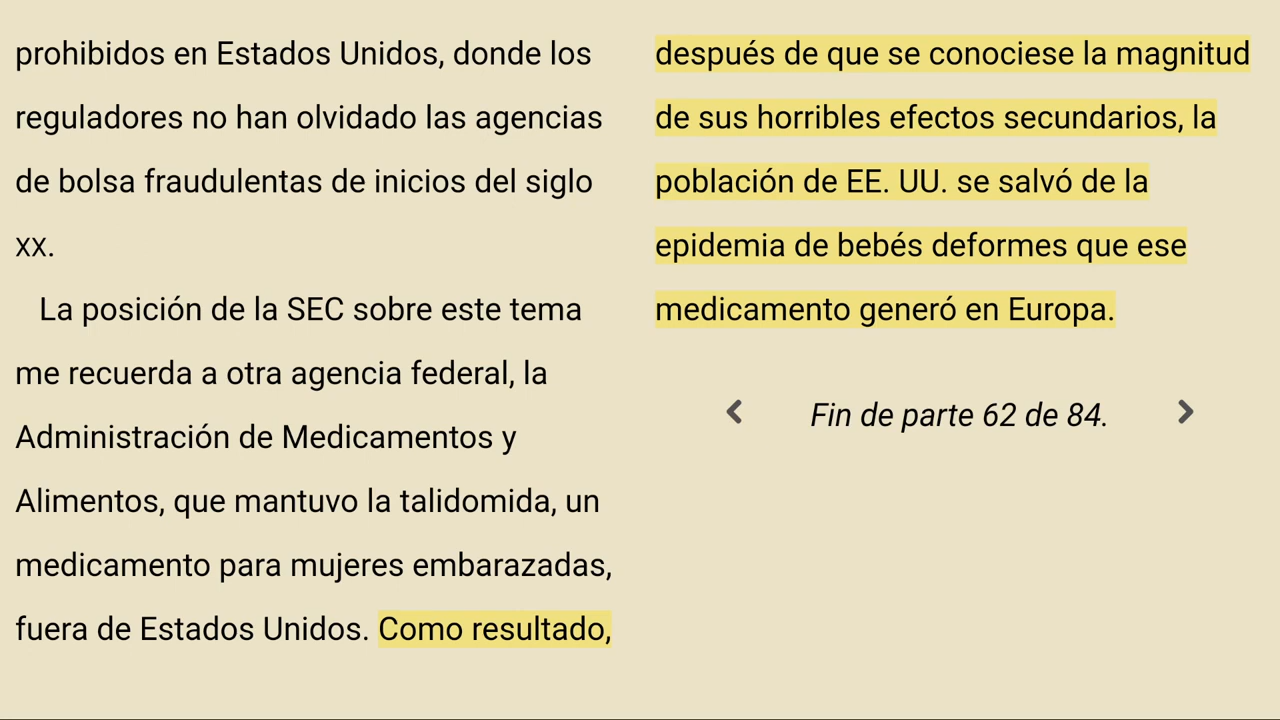 prohibidos en Estados Unidos, donde los
reguladores no han olvidado las agencias
de bolsa fraudulentas de inicios del siglo
xx.
La posición de la SEC sobre este tema
me recuerda a otra agencia federal, la
Administración de Medicamentos y
Alimentos, que mantuvo la talidomida, un
medicamento para mujeres embarazadas,
fuera de Estados Unidos. Como resultado,
después de que se conociese la magnitud
de sus horribles efectos secundarios, la
población de EE. UU. se salvó de la
epidemia de bebés deformes que ese
medicamento generó en Europa.
Fin de parte 62 de 84.